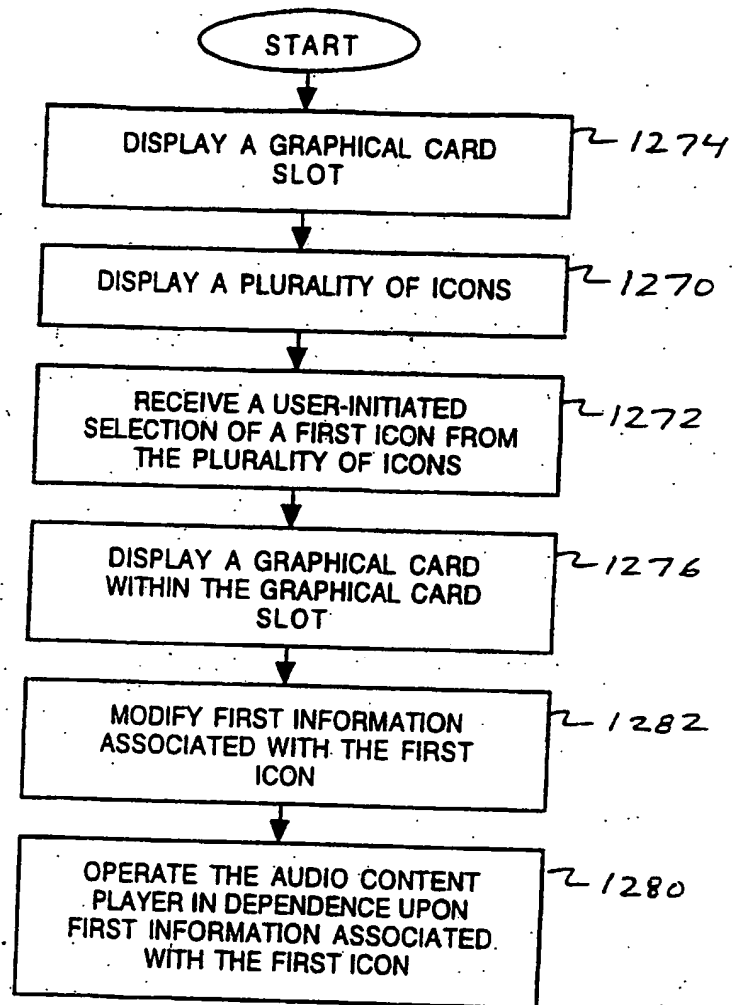 START
DISPLAY A GRAPHICAL CARD
SLOT
1274
DISPLAY A PLURALITY OF ICONS
1270
RECEIVE A USER-INITIATED
SELECTION OF A FIRST ICON FROM
THE PLURALITY OF ICONS
1272
DISPLAY A GRAPHICAL CARD
WITHIN THE GRAPHICAL CARD
SLOT
1276
MODIFY FIRST INFORMATION
ASSOCIATED WITH THE FIRST
ICON
1282
OPERATE THE AUDIO CONTENT
PLAYER IN DEPENDENCE UPON
FIRST INFORMATION ASSOCIATED
WITH THE FIRST ICON
1280